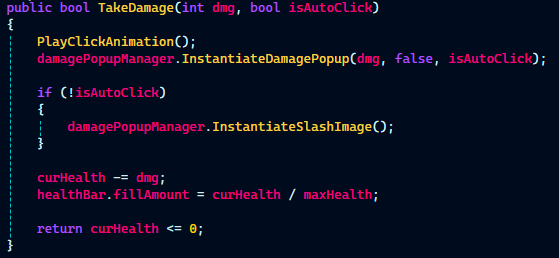 public bool TakeDamage(int dmg, bool isAutoClick)
{
PlayClickAnimation();
damagePopupManager.InstantiateDamagePopup(dmg, false, isAutoClick);
if (!isAutoClick)
{
damagePopupManager.InstantiateSlashImage();
}
curHealth -= dmg;
healthBar.fillAmount = curHealth / maxHealth;
return curHealth <= 0;
}